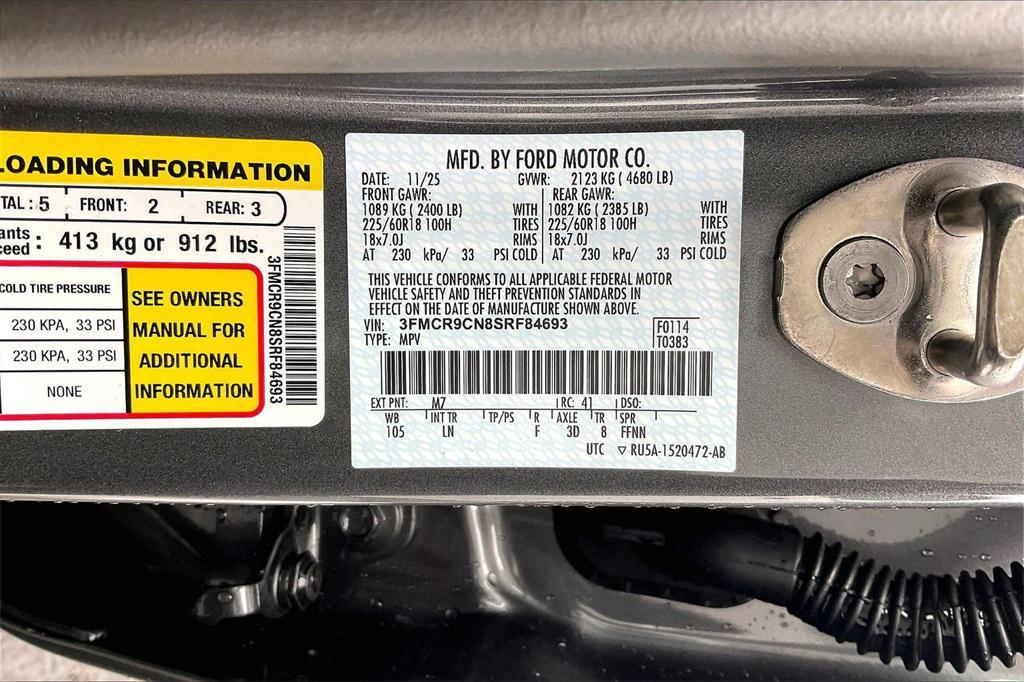 LOADING INFORMATION
TAL : 5 FRONT: 2 REAR: 3
ants
ceed : 413 kg or 912 lbs.
COLD TIRE PRESSURE
230 KPA, 33 PSI
230 KPA, 33 PSI
NONE
SEE OWNERS
MANUAL FOR
ADDITIONAL
INFORMATION
3FMCR9CN8SRF84693
MFD. BY FORD MOTOR CO.
DATE: 11/25 GVWR: 2123 KG ( 4680 LB)
FRONT GAWR: REAR GAWR:
1089 KG (2400 LB) WITH 1082 KG (2385 LB) WITH
225/60R18 100H TIRES 225/60R18 100H TIRES
18x7.0J RIMS 18x7.0J RIMS
AT 230 kPa/ 33 PSI COLD AT 230 kPa/ 33 PSI COLD
THIS VEHICLE CONFORMS TO ALL APPLICABLE FEDERAL MOTOR
VEHICLE SAFETY AND THEFT PREVENTION STANDARDS IN
EFFECT ON THE DATE OF MANUFACTURE SHOWN ABOVE.
VIN: 3FMCR9CN8SRF84693 F0114
TYPE: MPV T0383
EXT PNT: M7 RC: 41 DSO:
WB INT TR TP/PS R AXLE TR SPR
105 LN F 3D 8 FFNN
UTC ▽ RU5A-1520472-AB